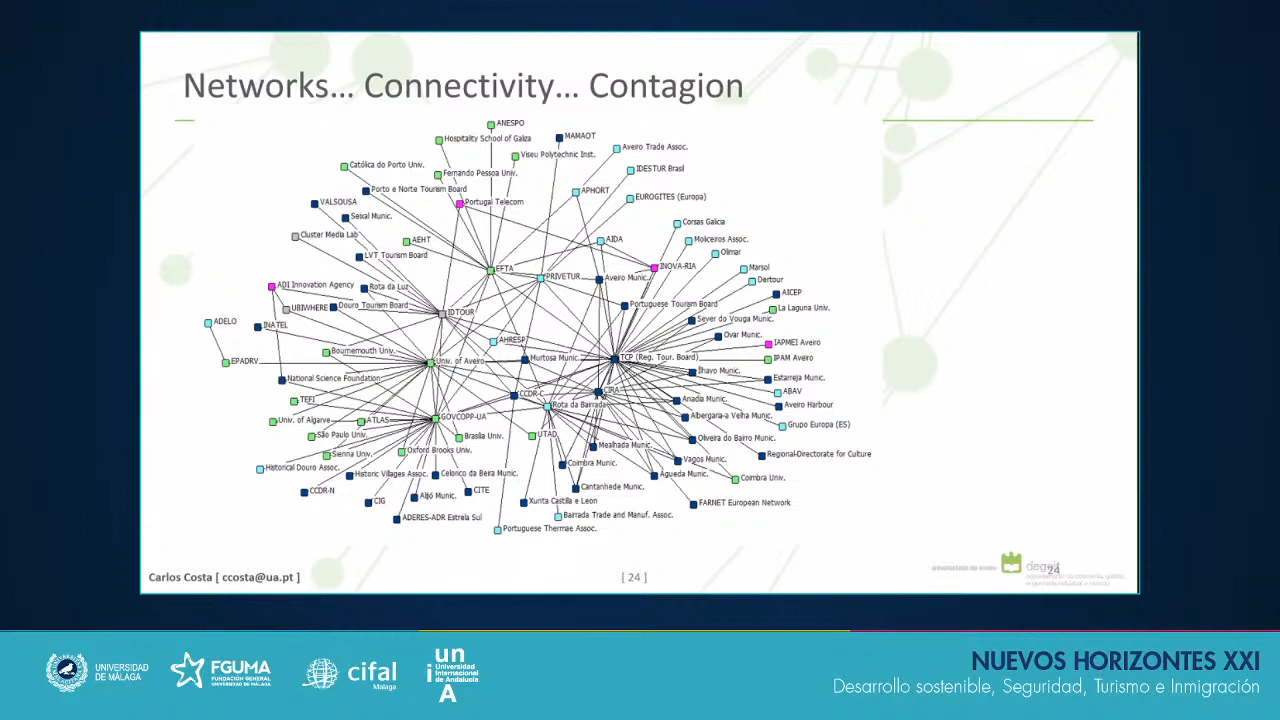 Networks… Connectivity… Contagion
ANESPO
Hospitality School of Galiza
MAMAOT
Aveiro Trade Assoc.
Viseu Polytechnic Inst.
Católica do Porto Univ.
Fernando Pessoa Univ.
IDESTUR Brasil
Porto e Norte Tourism Board
APHORT
EUROGITES (Europa)
VALSOUSA
Portugal Telecom
Seixal Munic.
Corsas Galicia
Cluster Media Lab
AEHT
AIDA
Moliceiros Assoc.
LVT Tourism Board
Olimar
EFTA
PRIVETUR
Aveiro Munic.
INOVA-RIA
Marsol
Dertour
ADI Innovation Agency
Rota da Luz
AICEP
UBIWHERE
Douro Tourism Board
IDTOUR
Portuguese Tourism Board
La Laguna Univ.
ADELO
INATEL
Sever do Vouga Munic.
Ovar Munic.
AHRESP
IAPMEI Aveiro
Bournemouth Univ.
EPADRV
Univ. of Aveiro
Murtosa Munic.
TCP (Reg. Tour. Board)
IPAM Aveiro
National Science Foundation
Ílhavo Munic.
Estarreja Munic.
CCDR-C
CIRA
ABAV
TEFI
Rota da Bairrada
Anadia Munic.
Aveiro Harbour
Univ. of Algarve
ATLAS
GOVCOPP-UA
Albergaria-a Velha Munic.
Grupo Europa (ES)
São Paulo Univ.
Brasília Univ.
UTAD
Oliveira do Bairro Munic.
Sienna Univ.
Oxford Brooks Univ.
Mealhada Munic.
Regional-Directorate for Culture
Historical Douro Assoc.
Historic Villages Assoc.
Celorico da Beira Munic.
Coimbra Munic.
Vagos Munic.
Águeda Munic.
Coimbra Univ.
CCDR-N
CIG
Alijó Munic.
CITE
Cantanhede Munic.
Xunta Castilla e Leon
FARNET European Network
ADERES-ADR Estrela Sul
Bairrada Trade and Manuf. Assoc.
Portuguese Thermae Assoc.
Carlos Costa [ ccosta@ua.pt ]
[ 24 ]
24
UNIVERSIDAD
DE MÁLAGA
FGUMA
FUNDACIÓN GENERAL
UNIVERSIDAD DE MÁLAGA
cifal
Málaga
un
i
A
Universidad
Internacional
de Andalucía
NUEVOS HORIZONTES XXI
Desarrollo sostenible, Seguridad, Turismo e Inmigración